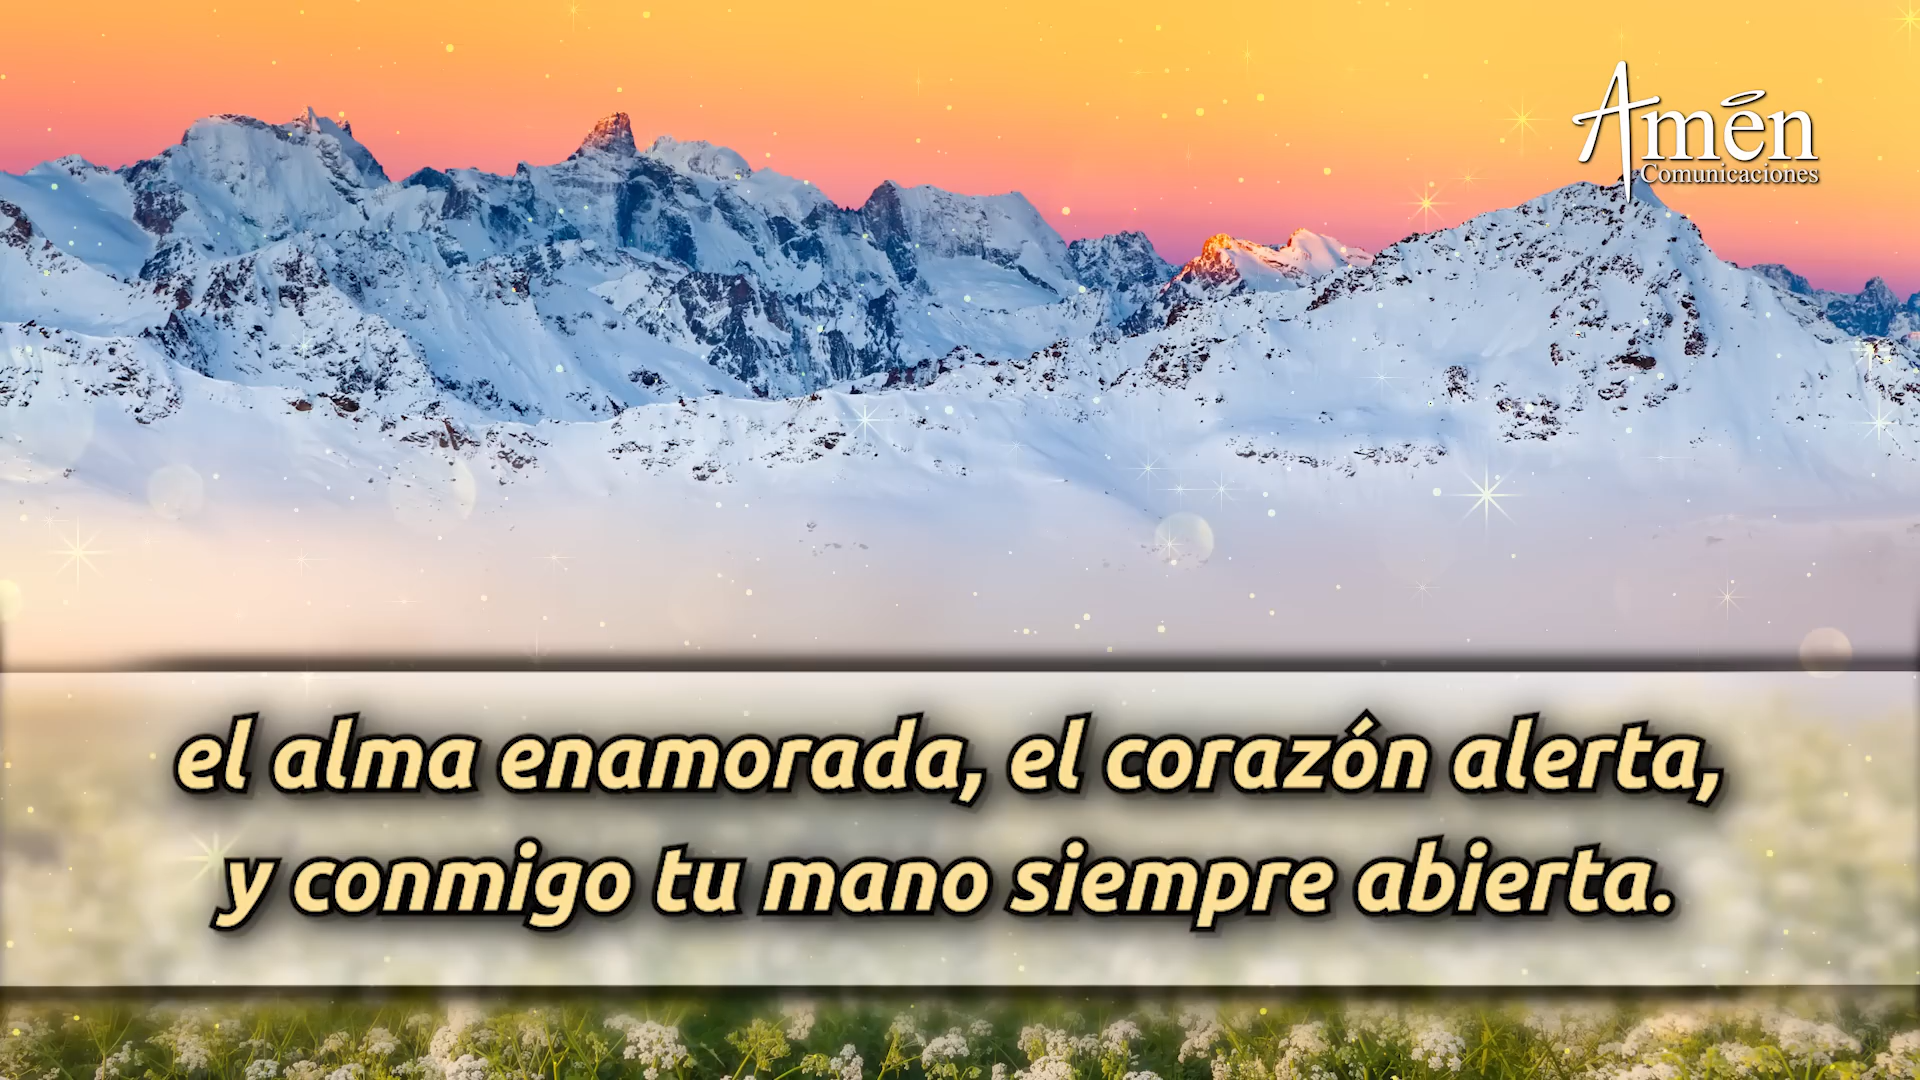 Amén
Comunicaciones
el alma enamorada, el corazón alerta,
y conmigo tu mano siempre abierta.